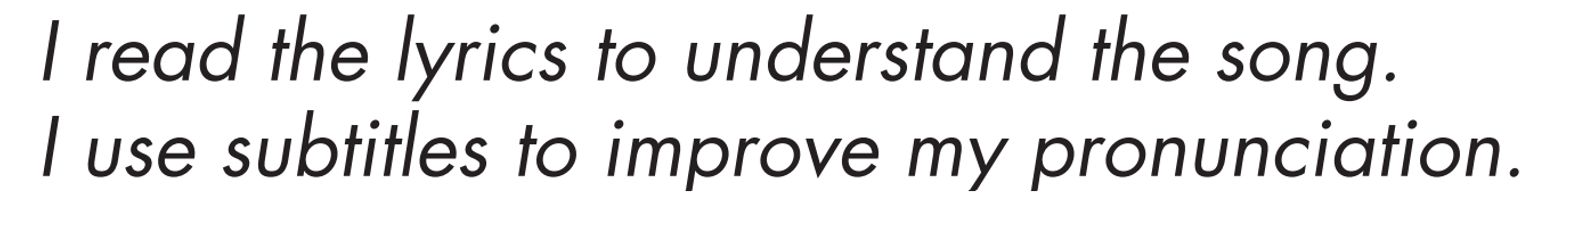 I read the lyrics to understand the song.
I use subtitles to improve my pronunciation.